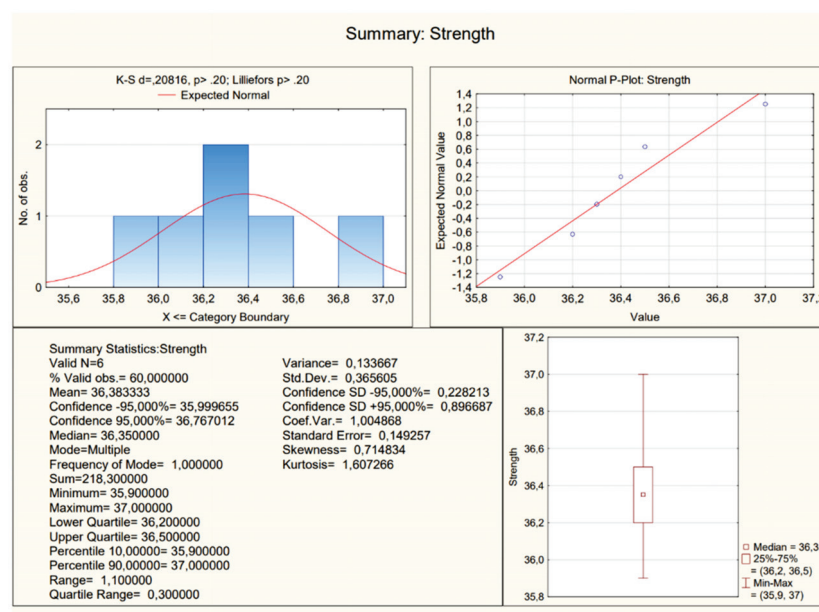 Summary: Strength
K-S d=,20816, p> .20; Lilliefors p> .20
Expected Normal
No. of obs.
2
1
0
35,6 35,8 36,0 36,2 36,4 36,6 36,8 37,0
X <= Category Boundary
Normal P-Plot: Strength
Expected Normal Value
1,4
1,2
1,0
0,8
0,6
0,4
0,2
0,0
-0,2
-0,4
-0,6
-0,8
-1,0
-1,2
-1,4
35,8 36,0 36,2 36,4 36,6 36,8 37,0 37,2
Value
Summary Statistics:Strength
Valid N=6
% Valid obs.= 60,000000
Mean= 36,383333
Confidence -95,000%= 35,999655
Confidence 95,000%= 36,767012
Median= 36,350000
Mode=Multiple
Frequency of Mode= 1,000000
Sum=218,300000
Minimum= 35,900000
Maximum= 37,000000
Lower Quartile= 36,200000
Upper Quartile= 36,500000
Percentile 10,00000= 35,900000
Percentile 90,00000= 37,000000
Range= 1,100000
Quartile Range= 0,300000
Variance= 0,133667
Std.Dev.= 0,365605
Confidence SD -95,000%= 0,228213
Confidence SD +95,000%= 0,896687
Coef.Var.= 1,004868
Standard Error= 0,149257
Skewness= 0,714834
Kurtosis= 1,607266
Strength
37,2
37,0
36,8
36,6
36,4
36,2
36,0
35,8
Median = 36,3
25%-75%
= (36,2, 36,5)
Min-Max
= (35,9, 37)